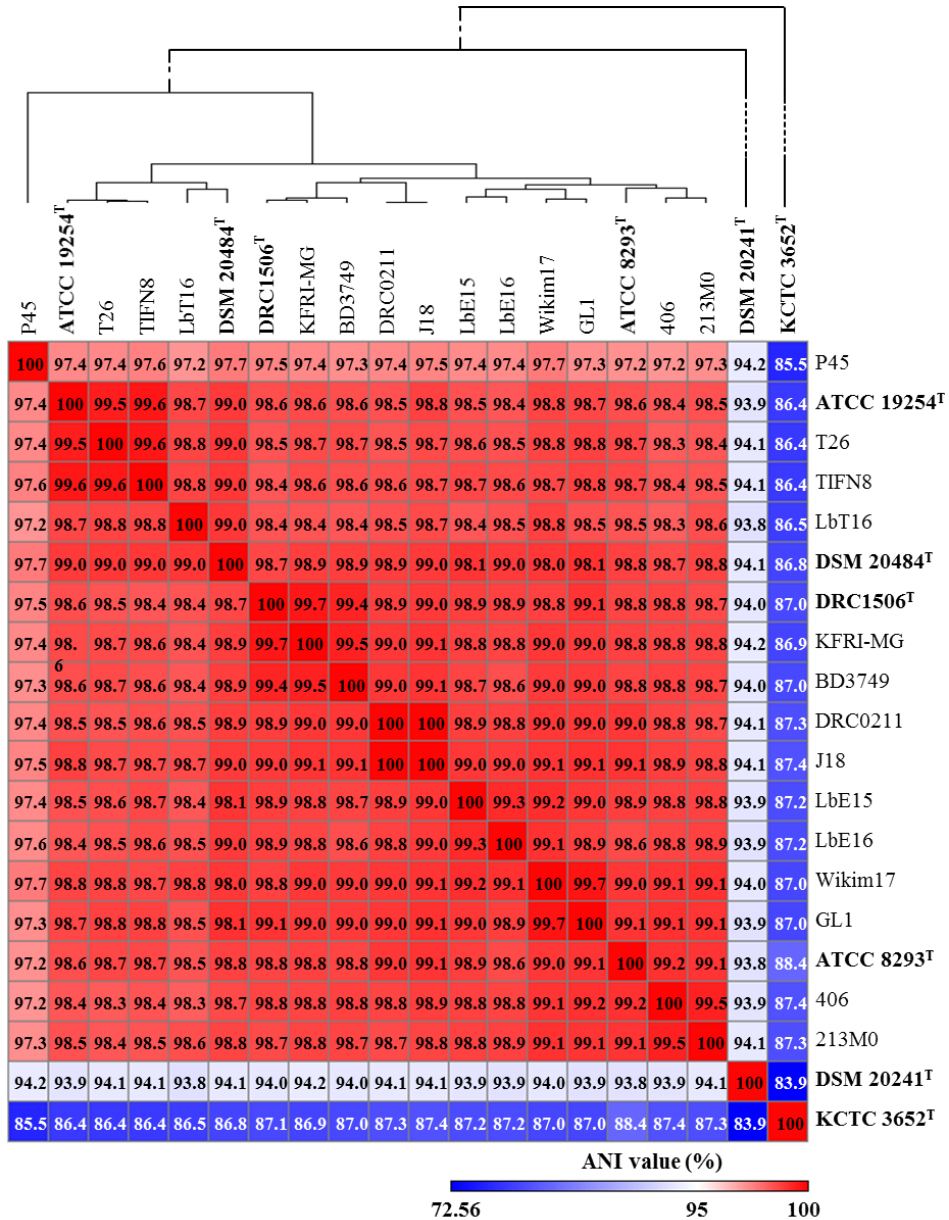 P45 ATCC 19254T T26 TIFN8 LbT16 DSM 20484T DRC1506T KFRI-MG BD3749 DRC0211 J18 LbE15 LbE16 Wikim17 GL1 ATCC 8293T 406 213M0 DSM 20241T KCTC 3652T
100 97.4 97.4 97.6 97.2 97.7 97.5 97.4 97.3 97.4 97.5 97.4 97.4 97.7 97.3 97.2 97.2 97.3 94.2 85.5 P45
97.4 100 99.5 99.6 98.7 99.0 98.6 98.6 98.6 98.5 98.8 98.5 98.4 98.8 98.7 98.6 98.4 98.5 93.9 86.4 ATCC 19254T
97.4 99.5 100 99.6 98.8 99.0 98.5 98.7 98.7 98.5 98.7 98.6 98.5 98.8 98.8 98.7 98.3 98.4 94.1 86.4 T26
97.6 99.6 99.6 100 98.8 99.0 98.4 98.6 98.6 98.6 98.7 98.7 98.6 98.7 98.8 98.7 98.4 98.5 94.1 86.4 TIFN8
97.2 98.7 98.8 98.8 100 99.0 98.4 98.4 98.4 98.5 98.7 98.4 98.5 98.8 98.5 98.5 98.3 98.6 93.8 86.5 LbT16
97.7 99.0 99.0 99.0 99.0 100 98.7 98.9 98.9 98.9 99.0 98.1 99.0 98.0 98.1 98.8 98.7 98.8 94.1 86.8 DSM 20484T
97.5 98.6 98.5 98.4 98.4 98.7 100 99.7 99.4 98.9 99.0 98.9 98.9 98.8 99.1 98.8 98.8 98.7 94.0 87.0 DRC1506T
97.4 98.6 98.7 98.6 98.4 98.9 99.7 100 99.5 99.0 99.1 98.8 98.8 99.0 99.0 98.8 98.8 98.8 94.2 86.9 KFRI-MG
97.3 98.6 98.7 98.6 98.4 98.9 99.4 99.5 100 99.0 99.1 98.7 98.6 99.0 99.0 98.8 98.8 98.7 94.0 87.0 BD3749
97.4 98.5 98.5 98.6 98.5 98.9 98.9 99.0 99.0 100 100 98.9 98.8 99.0 99.0 99.0 98.8 98.7 94.1 87.3 DRC0211
97.5 98.8 98.7 98.7 98.7 99.0 99.0 99.1 99.1 100 100 99.0 99.0 99.1 99.1 99.1 98.9 98.8 94.1 87.4 J18
97.4 98.5 98.6 98.7 98.4 98.1 98.9 98.8 98.7 98.9 99.0 100 99.3 99.2 99.0 98.9 98.8 98.8 93.9 87.2 LbE15
97.6 98.4 98.5 98.6 98.5 99.0 98.9 98.8 98.6 98.8 99.0 99.3 100 99.1 98.9 98.6 98.8 98.9 93.9 87.2 LbE16
97.7 98.8 98.8 98.7 98.8 98.0 98.8 99.0 99.0 99.0 99.1 99.2 99.1 100 99.7 99.0 99.1 99.1 94.0 87.0 Wikim17
97.3 98.7 98.8 98.8 98.5 98.1 99.1 99.0 99.0 99.0 99.1 99.0 98.9 99.7 100 99.1 99.1 99.1 93.9 87.0 GL1
97.2 98.6 98.7 98.7 98.5 98.8 98.8 98.8 98.8 99.0 99.1 98.9 98.6 99.0 99.1 100 99.2 99.1 93.8 88.4 ATCC 8293T
97.2 98.4 98.3 98.4 98.3 98.7 98.8 98.8 98.8 98.8 98.9 98.8 98.8 99.1 99.2 99.2 100 99.5 93.9 87.4 406
97.3 98.5 98.4 98.5 98.6 98.8 98.7 98.8 98.7 98.7 98.8 98.8 98.9 99.1 99.1 99.1 99.5 100 94.1 87.3 213M0
94.2 93.9 94.1 94.1 93.8 94.1 94.0 94.2 94.0 94.1 94.1 93.9 93.9 94.0 93.9 93.8 93.9 94.1 100 83.9 DSM 20241T
85.5 86.4 86.4 86.4 86.5 86.8 87.1 86.9 87.0 87.3 87.4 87.2 87.2 87.0 87.0 88.4 87.4 87.3 83.9 100 KCTC 3652T
ANI value (%)
72.56 95 100